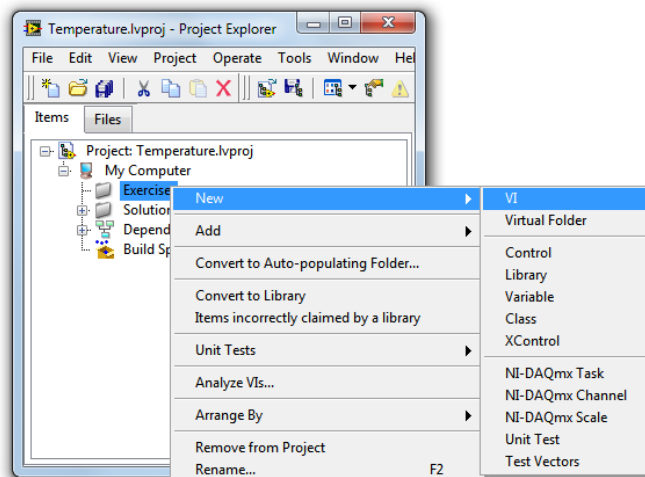 Temperature.lvproj - Project Explorer
File Edit View Project Operate Tools Window Hel
Items Files
Project: Temperature.lvproj
My Computer
Exercise
Solution
Depend
Build Sp
New
Add
Convert to Auto-populating Folder...
Convert to Library
Items incorrectly claimed by a library
Unit Tests
Analyze VIs...
Arrange By
Remove from Project
Rename... F2
VI
Virtual Folder
Control
Library
Variable
Class
XControl
NI-DAQmx Task
NI-DAQmx Channel
NI-DAQmx Scale
Unit Test
Test Vectors